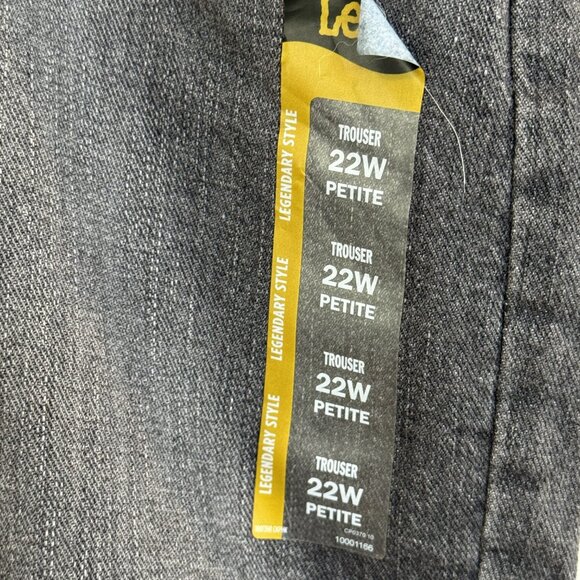 Le
LEGENDARY STYLE
TROUSER
22W
PETITE
LEGENDARY STYLE
TROUSER
22W
PETITE
TROUSER
22W
PETITE
LEGENDARY STYLE
TROUSER
22W
PETITE
10001166